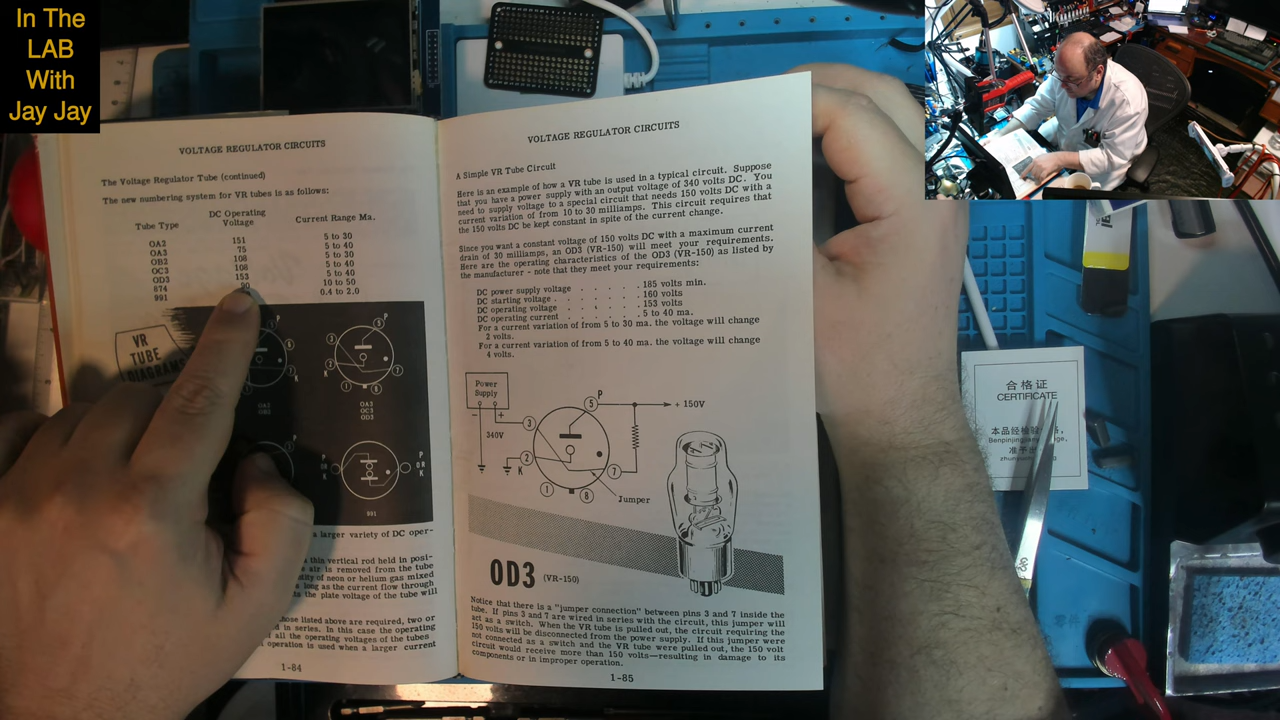 In The
LAB
With
Jay Jay
VOLTAGE REGULATOR CIRCUITS
The Voltage Regulator Tube (continued)
The new numbering system for VR tubes is as follows:
Tube Type
DC Operating
Voltage
Current Range Ma.
OA2 151 5 to 30
OA3 75 5 to 40
OB2 108 5 to 30
OC3 108 5 to 40
OD3 153 5 to 40
874 90 10 to 50
991 0.4 to 2.0
VR
TUBE
DIAGRAMS
OA3
OC3
OD3
991
a larger variety of DC oper-
thin vertical rod held in posi-
air is removed from the tube
of neon or helium gas mixed
long as the current flow through
the plate voltage of the tube will
those listed above are required, two or
in series. In this case the operating
all the operating voltages of the tubes
operation is used when a larger current
1-84
VOLTAGE REGULATOR CIRCUITS
A Simple VR Tube Circuit
Here is an example of how a VR tube is used in a typical circuit. Suppose
that you have a power supply with an output voltage of 340 volts DC. You
need to supply voltage to a special circuit that needs 150 volts DC with a
current variation of from 10 to 30 milliamps. This circuit requires that
the 150 volts DC be kept constant in spite of the current change.
Since you want a constant voltage of 150 volts DC with a maximum current
drain of 30 milliamps, an OD3 (VR-150) will meet your requirements.
Here are the operating characteristics of the OD3 (VR-150) as listed by
the manufacturer - note that they meet your requirements:
DC power supply voltage . . . . . . 185 volts min.
DC starting voltage . . . . . . . 160 volts
DC operating voltage . . . . . . 153 volts
DC operating current . . . . . . 5 to 40 ma.
For a current variation of from 5 to 30 ma. the voltage will change
2 volts.
For a current variation of from 5 to 40 ma. the voltage will change
4 volts.
Power
Supply
- +
340V
K
P
+ 150V
1 2 3 5 7 8
Jumper
OD3 (VR-150)
Notice that there is a "jumper connection" between pins 3 and 7 inside the
tube. If pins 3 and 7 are wired in series with the circuit, this jumper will
act as a switch. When the VR tube is pulled out, the circuit requiring the
150 volts will be disconnected from the power supply. If this jumper were
not connected as a switch and the VR tube were pulled out, the 150 volt
circuit would receive more than 150 volts—resulting in damage to its
components or in improper operation.
1-85
合格证
CERTIFICATE
本品经检验
准予出